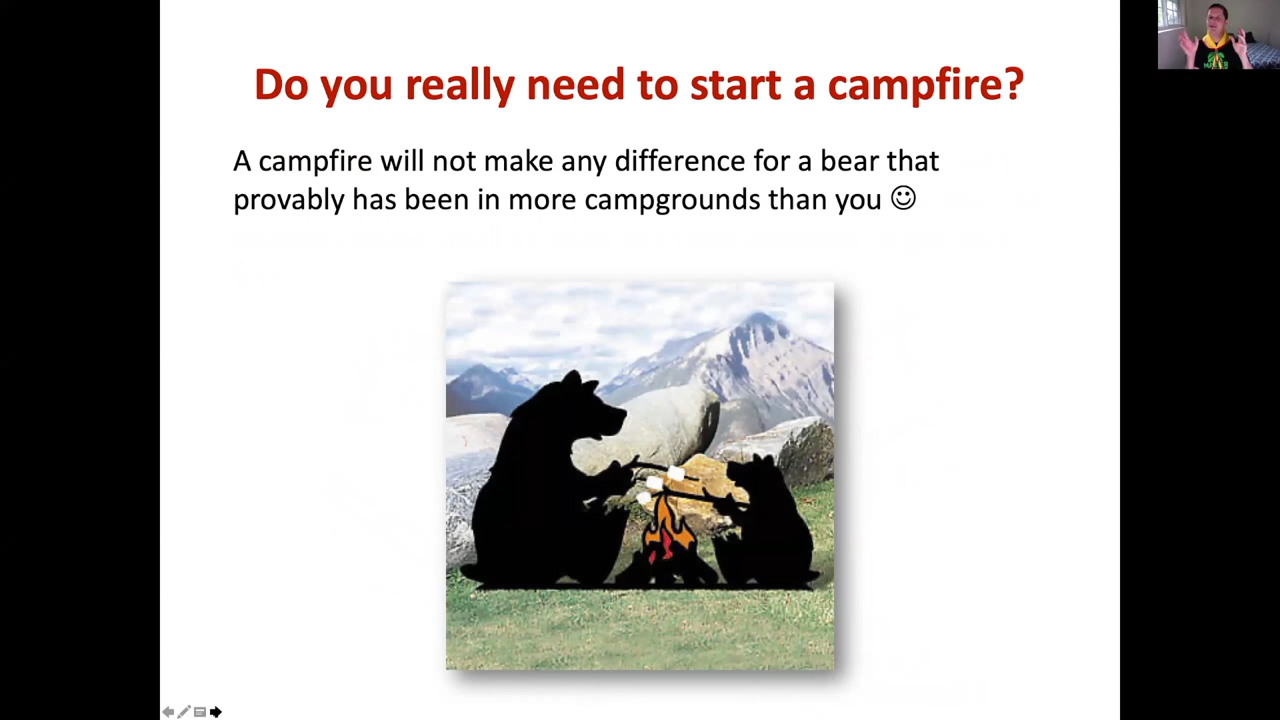 Do you really need to start a campfire?
A campfire will not make any difference for a bear that
provably has been in more campgrounds than you ☺